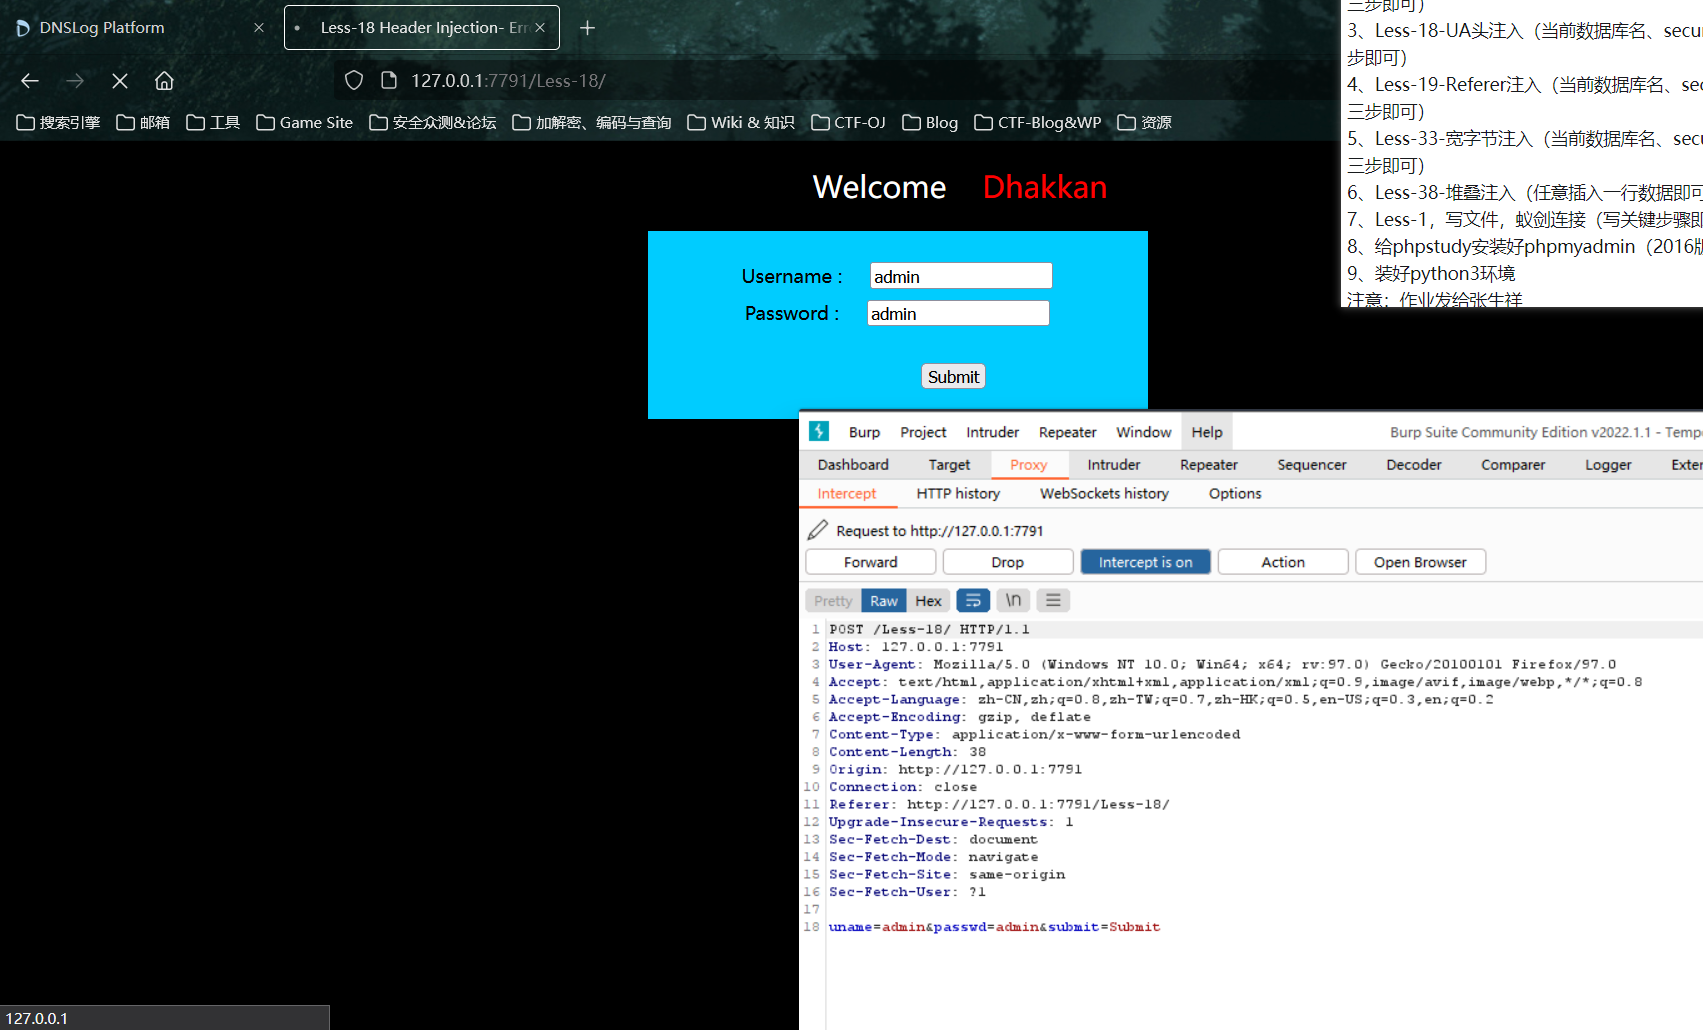 DNSLog Platform
Less-18 Header Injection- Err
127.0.0.1:7791/Less-18/
搜索引擎 邮箱 工具 Game Site 安全众测&论坛 加解密、编码与查询 Wiki & 知识 CTF-OJ Blog CTF-Blog&WP 资源
三步即可）
3、Less-18-UA头注入（当前数据库名、secu
步即可）
4、Less-19-Referer注入（当前数据库名、sec
三步即可）
5、Less-33-宽字节注入（当前数据库名、secu
三步即可）
6、Less-38-堆叠注入（任意插入一行数据即可
7、Less-1，写文件，蚁剑连接（写关键步骤即
8、给phpstudy安装好phpmyadmin（2016版
9、装好python3环境
注意：作业发给张生祥
Welcome Dhakkan
Username : admin
Password : admin
Submit
Burp Project Intruder Repeater Window Help Burp Suite Community Edition v2022.1.1 - Tempo
Dashboard Target Proxy Intruder Repeater Sequencer Decoder Comparer Logger Exter
Intercept HTTP history WebSockets history Options
Request to http://127.0.0.1:7791
Forward Drop Intercept is on Action Open Browser
Pretty Raw Hex \n
1 POST /Less-18/ HTTP/1.1
2 Host: 127.0.0.1:7791
3 User-Agent: Mozilla/5.0 (Windows NT 10.0; Win64; x64; rv:97.0) Gecko/20100101 Firefox/97.0
4 Accept: text/html,application/xhtml+xml,application/xml;q=0.9,image/avif,image/webp,*/*;q=0.8
5 Accept-Language: zh-CN,zh;q=0.8,zh-TW;q=0.7,zh-HK;q=0.5,en-US;q=0.3,en;q=0.2
6 Accept-Encoding: gzip, deflate
7 Content-Type: application/x-www-form-urlencoded
8 Content-Length: 38
9 Origin: http://127.0.0.1:7791
10 Connection: close
11 Referer: http://127.0.0.1:7791/Less-18/
12 Upgrade-Insecure-Requests: 1
13 Sec-Fetch-Dest: document
14 Sec-Fetch-Mode: navigate
15 Sec-Fetch-Site: same-origin
16 Sec-Fetch-User: ?1
17
18 uname=admin&passwd=admin&submit=Submit
127.0.0.1